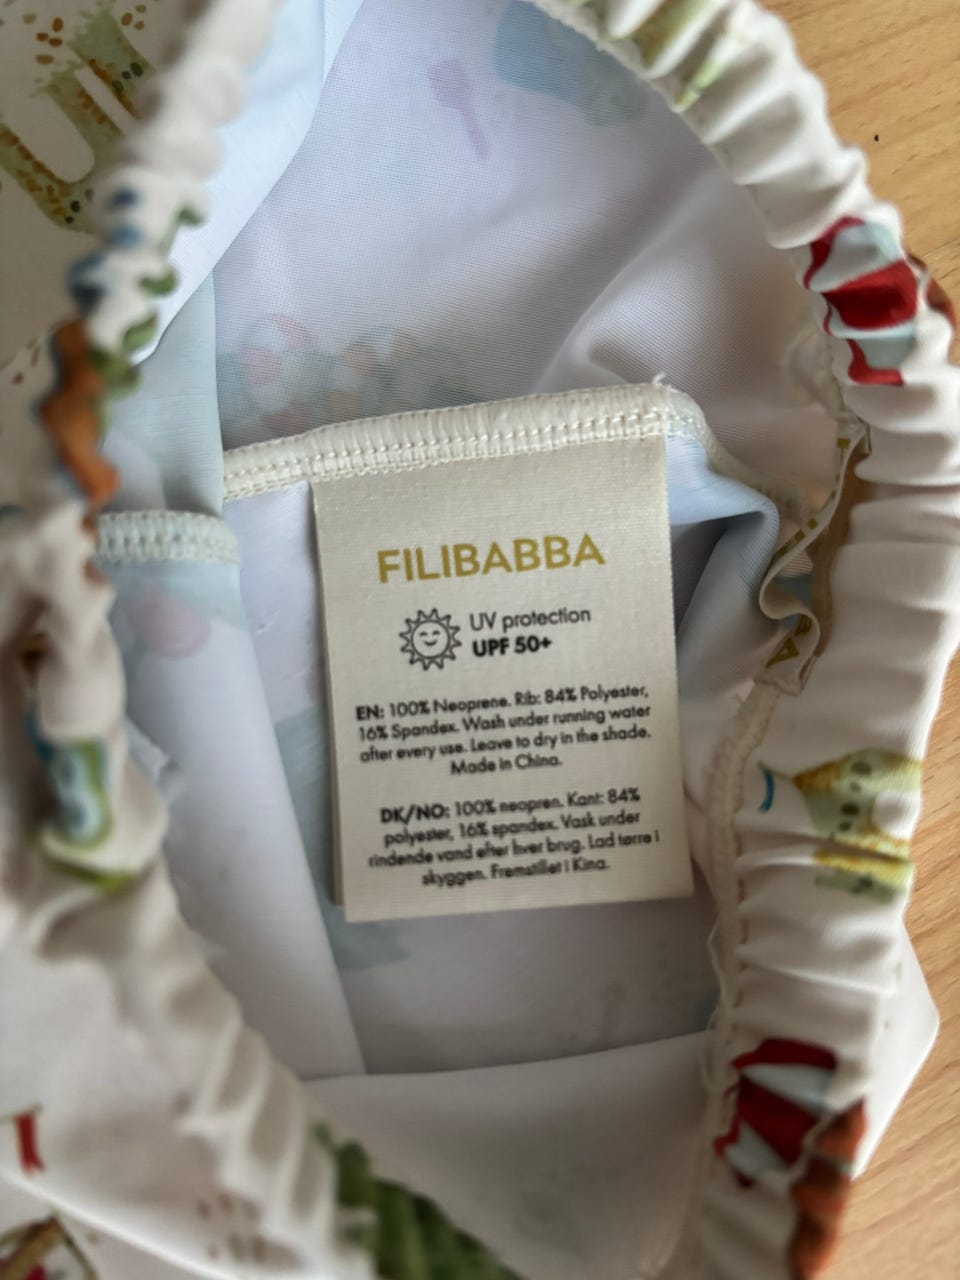 FILIBABBA
UV protection
UPF 50+
EN: 100% Neoprene. Rib: 84% Polyester,
16% Spandex. Wash under running water
after every use. Leave to dry in the shade.
Made in China.
DK/NO: 100% neopren. Kant: 84%
polyester, 16% spandex. Vask under
rindende vand efter hver brug. Lad tørre i
skyggen. Fremstillet i Kina.